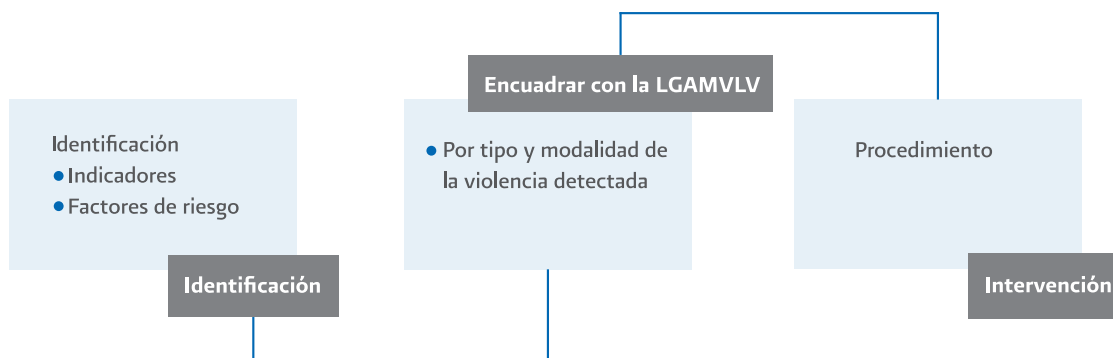 Identificación
• Indicadores
• Factores de riesgo
Identificación
Encuadrar con la LGAMVLV
• Por tipo y modalidad de
la violencia detectada
Procedimiento
Intervención